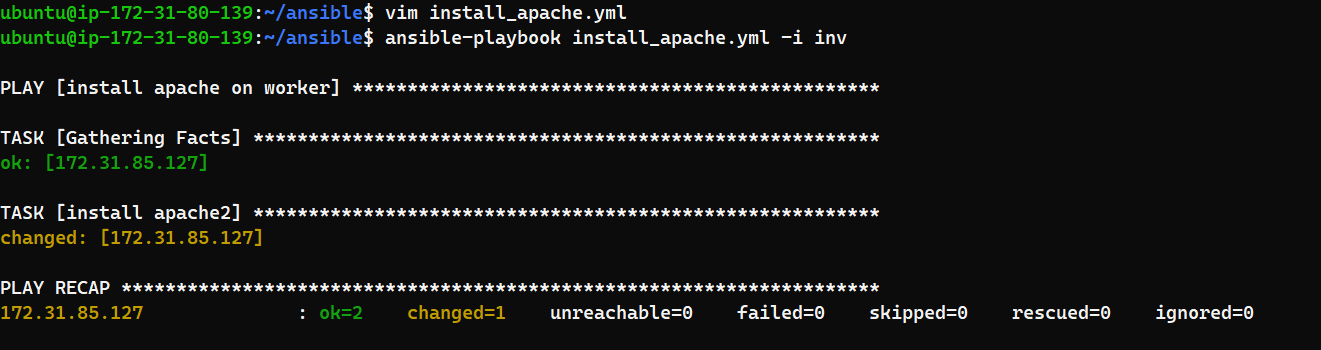 ubuntu@ip-172-31-80-139:~/ansible$ vim install_apache.yml
ubuntu@ip-172-31-80-139:~/ansible$ ansible-playbook install_apache.yml -i inv
PLAY [install apache on worker] ************************************************
TASK [Gathering Facts] *********************************************************
ok: [172.31.85.127]
TASK [install apache2] *********************************************************
changed: [172.31.85.127]
PLAY RECAP *********************************************************************
172.31.85.127              : ok=2    changed=1    unreachable=0    failed=0    skipped=0    rescued=0    ignored=0